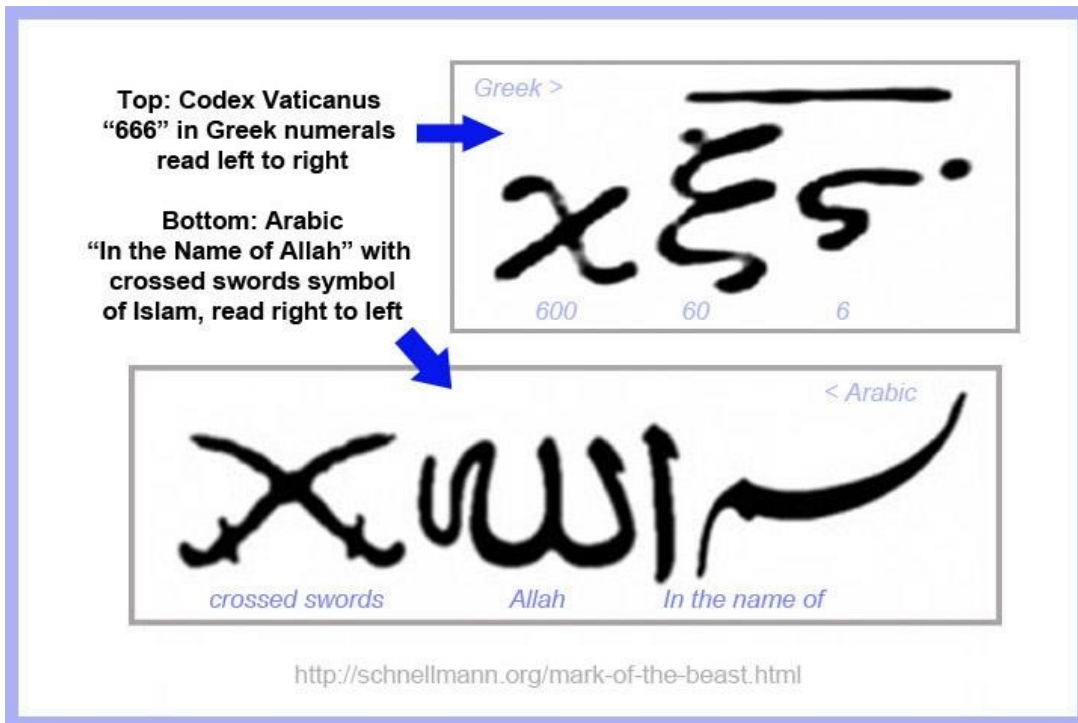 Top: Codex Vaticanus
“666” in Greek numerals
read left to right
Bottom: Arabic
“In the Name of Allah” with
crossed swords symbol
of Islam, read right to left
Greek >
χξϛ·
600 60 6
< Arabic
سم الله
crossed swords Allah In the name of
http://schnellmann.org/mark-of-the-beast.html